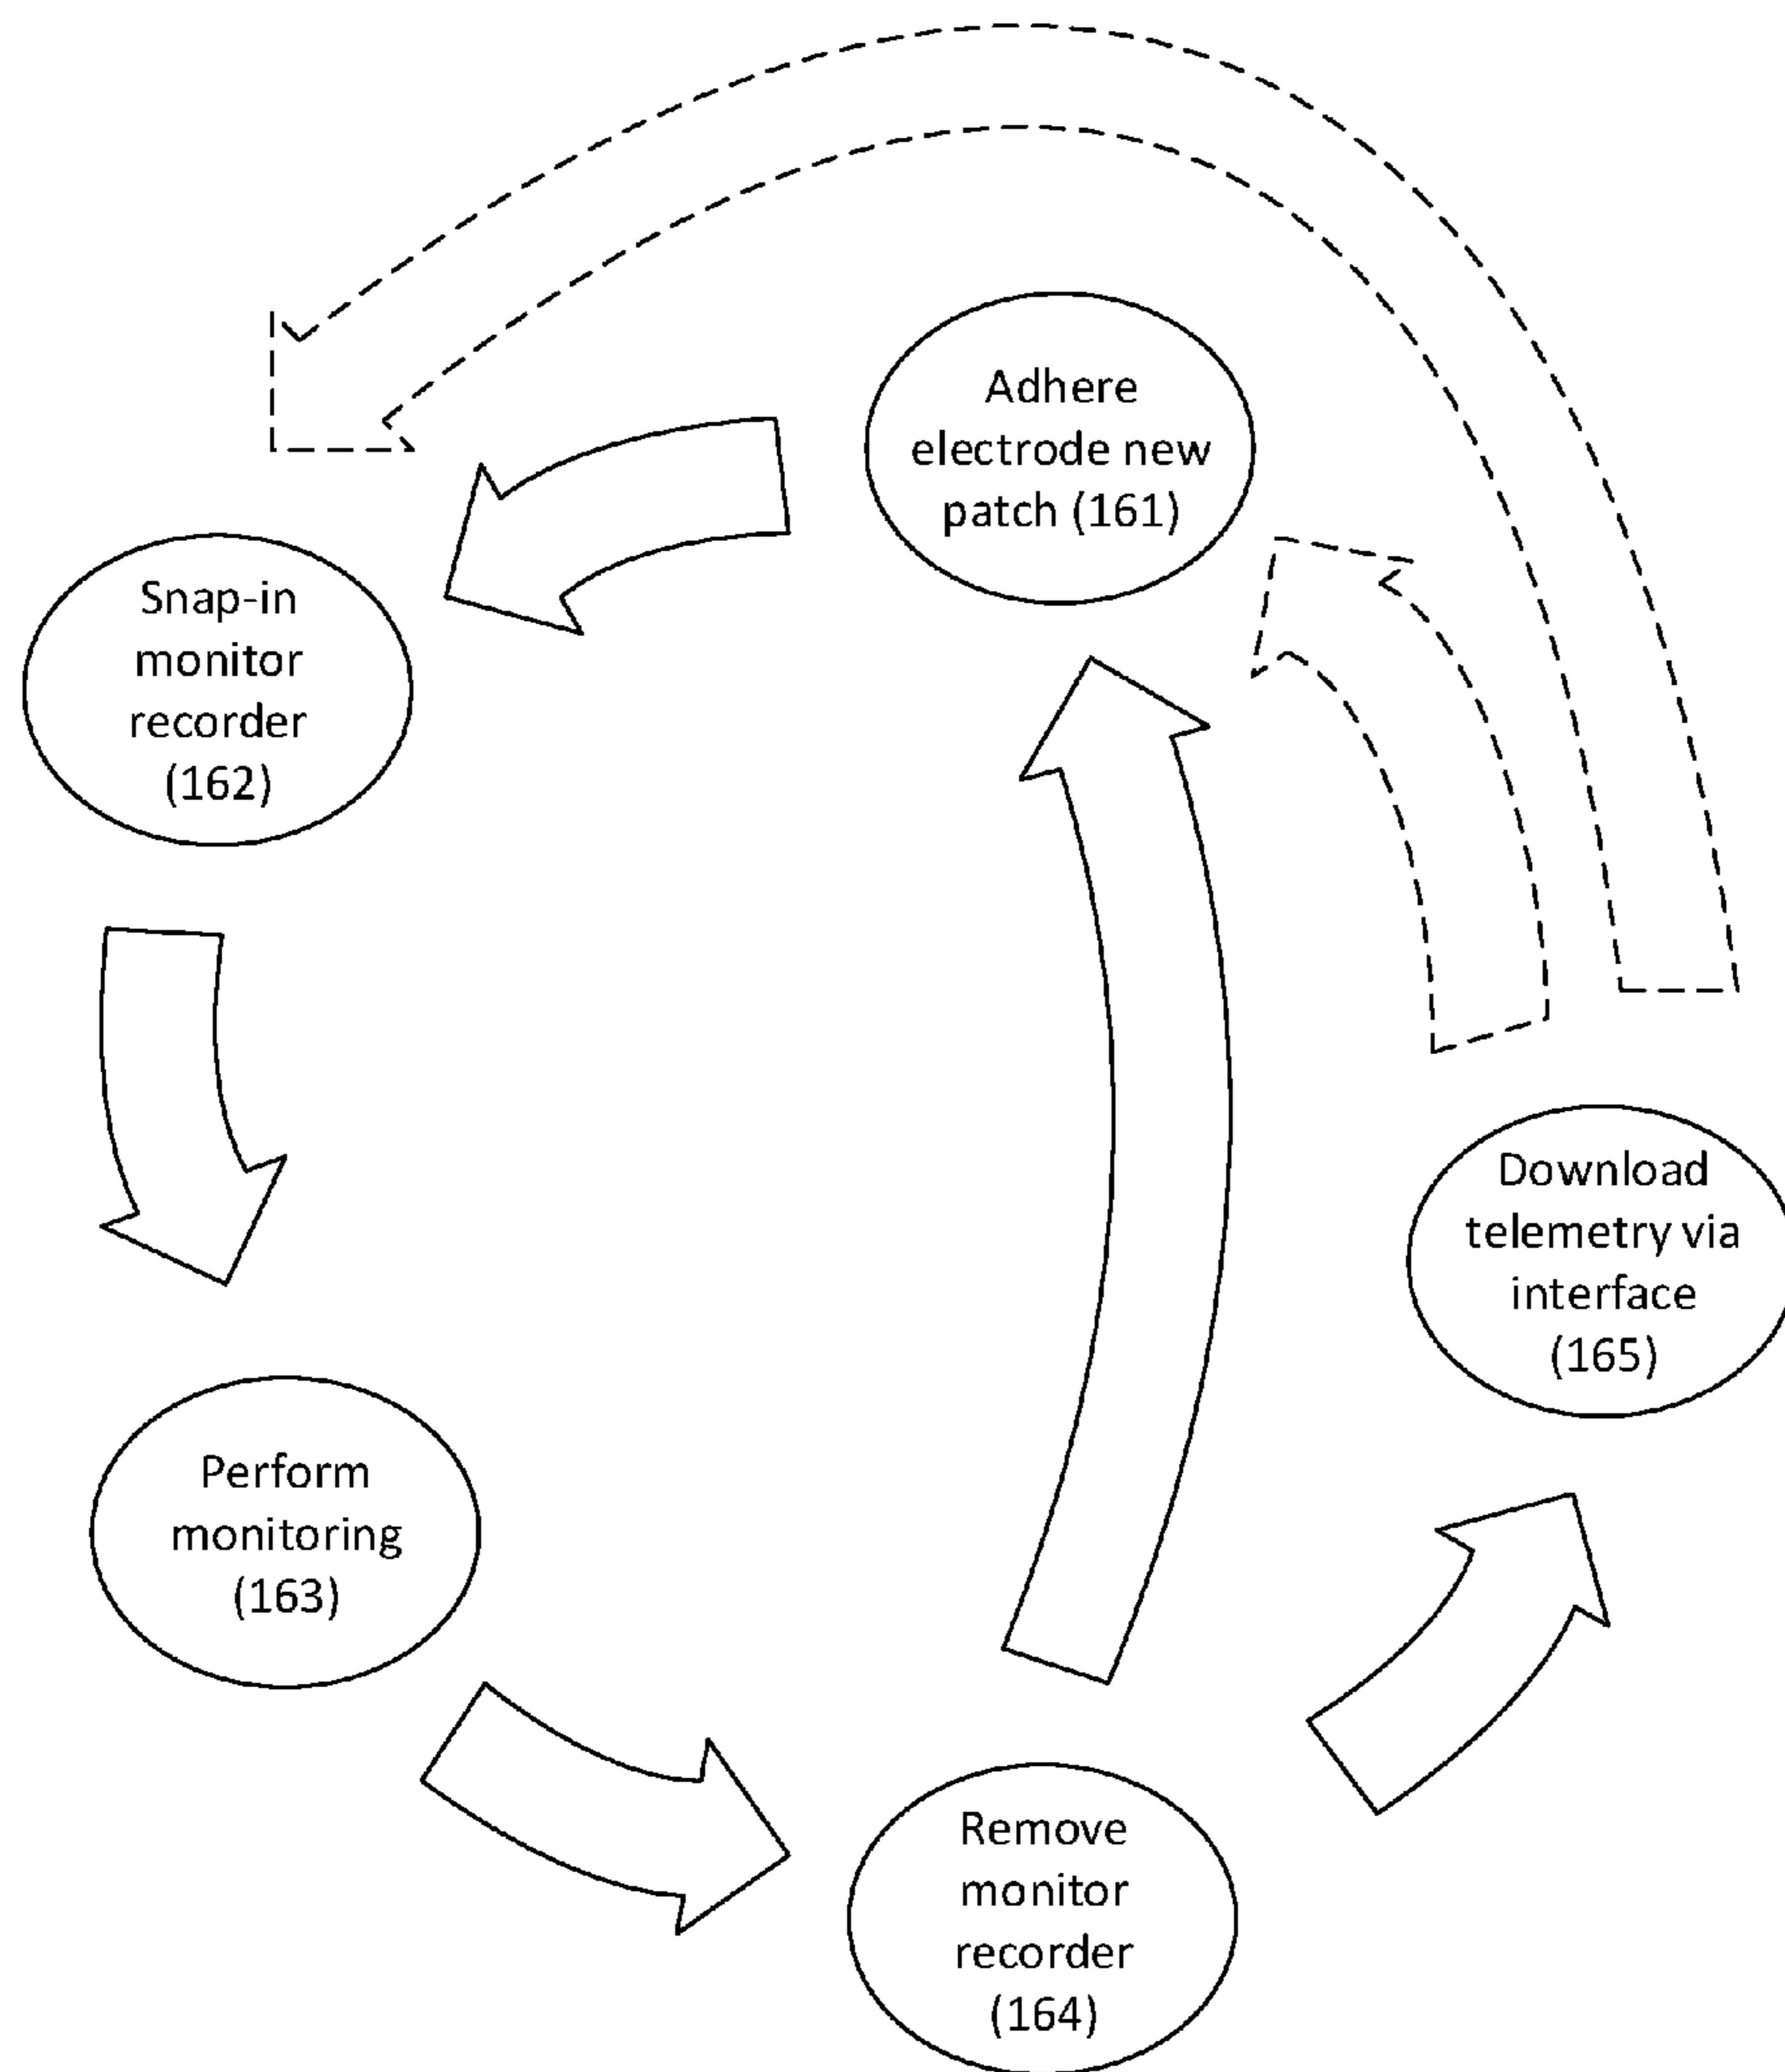 Adhere
electrode new
patch (161)
Snap-in
monitor
recorder
(162)
Perform
monitoring
(163)
Remove
monitor
recorder
(164)
Download
telemetry via
interface
(165)